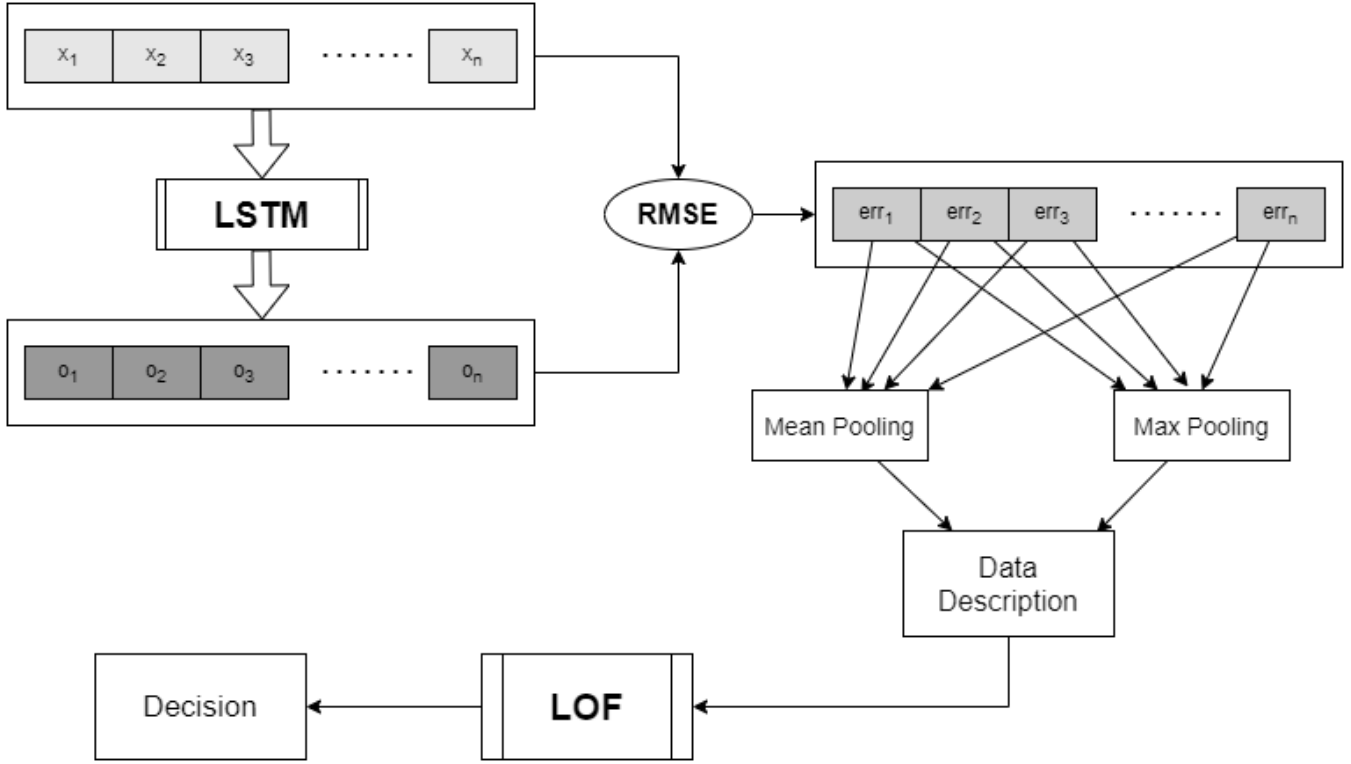 x₁ x₂ x₃ ······· xₙ
LSTM
o₁ o₂ o₃ ······· oₙ
RMSE
err₁ err₂ err₃ ······· errₙ
Mean Pooling
Max Pooling
Data
Description
LOF
Decision